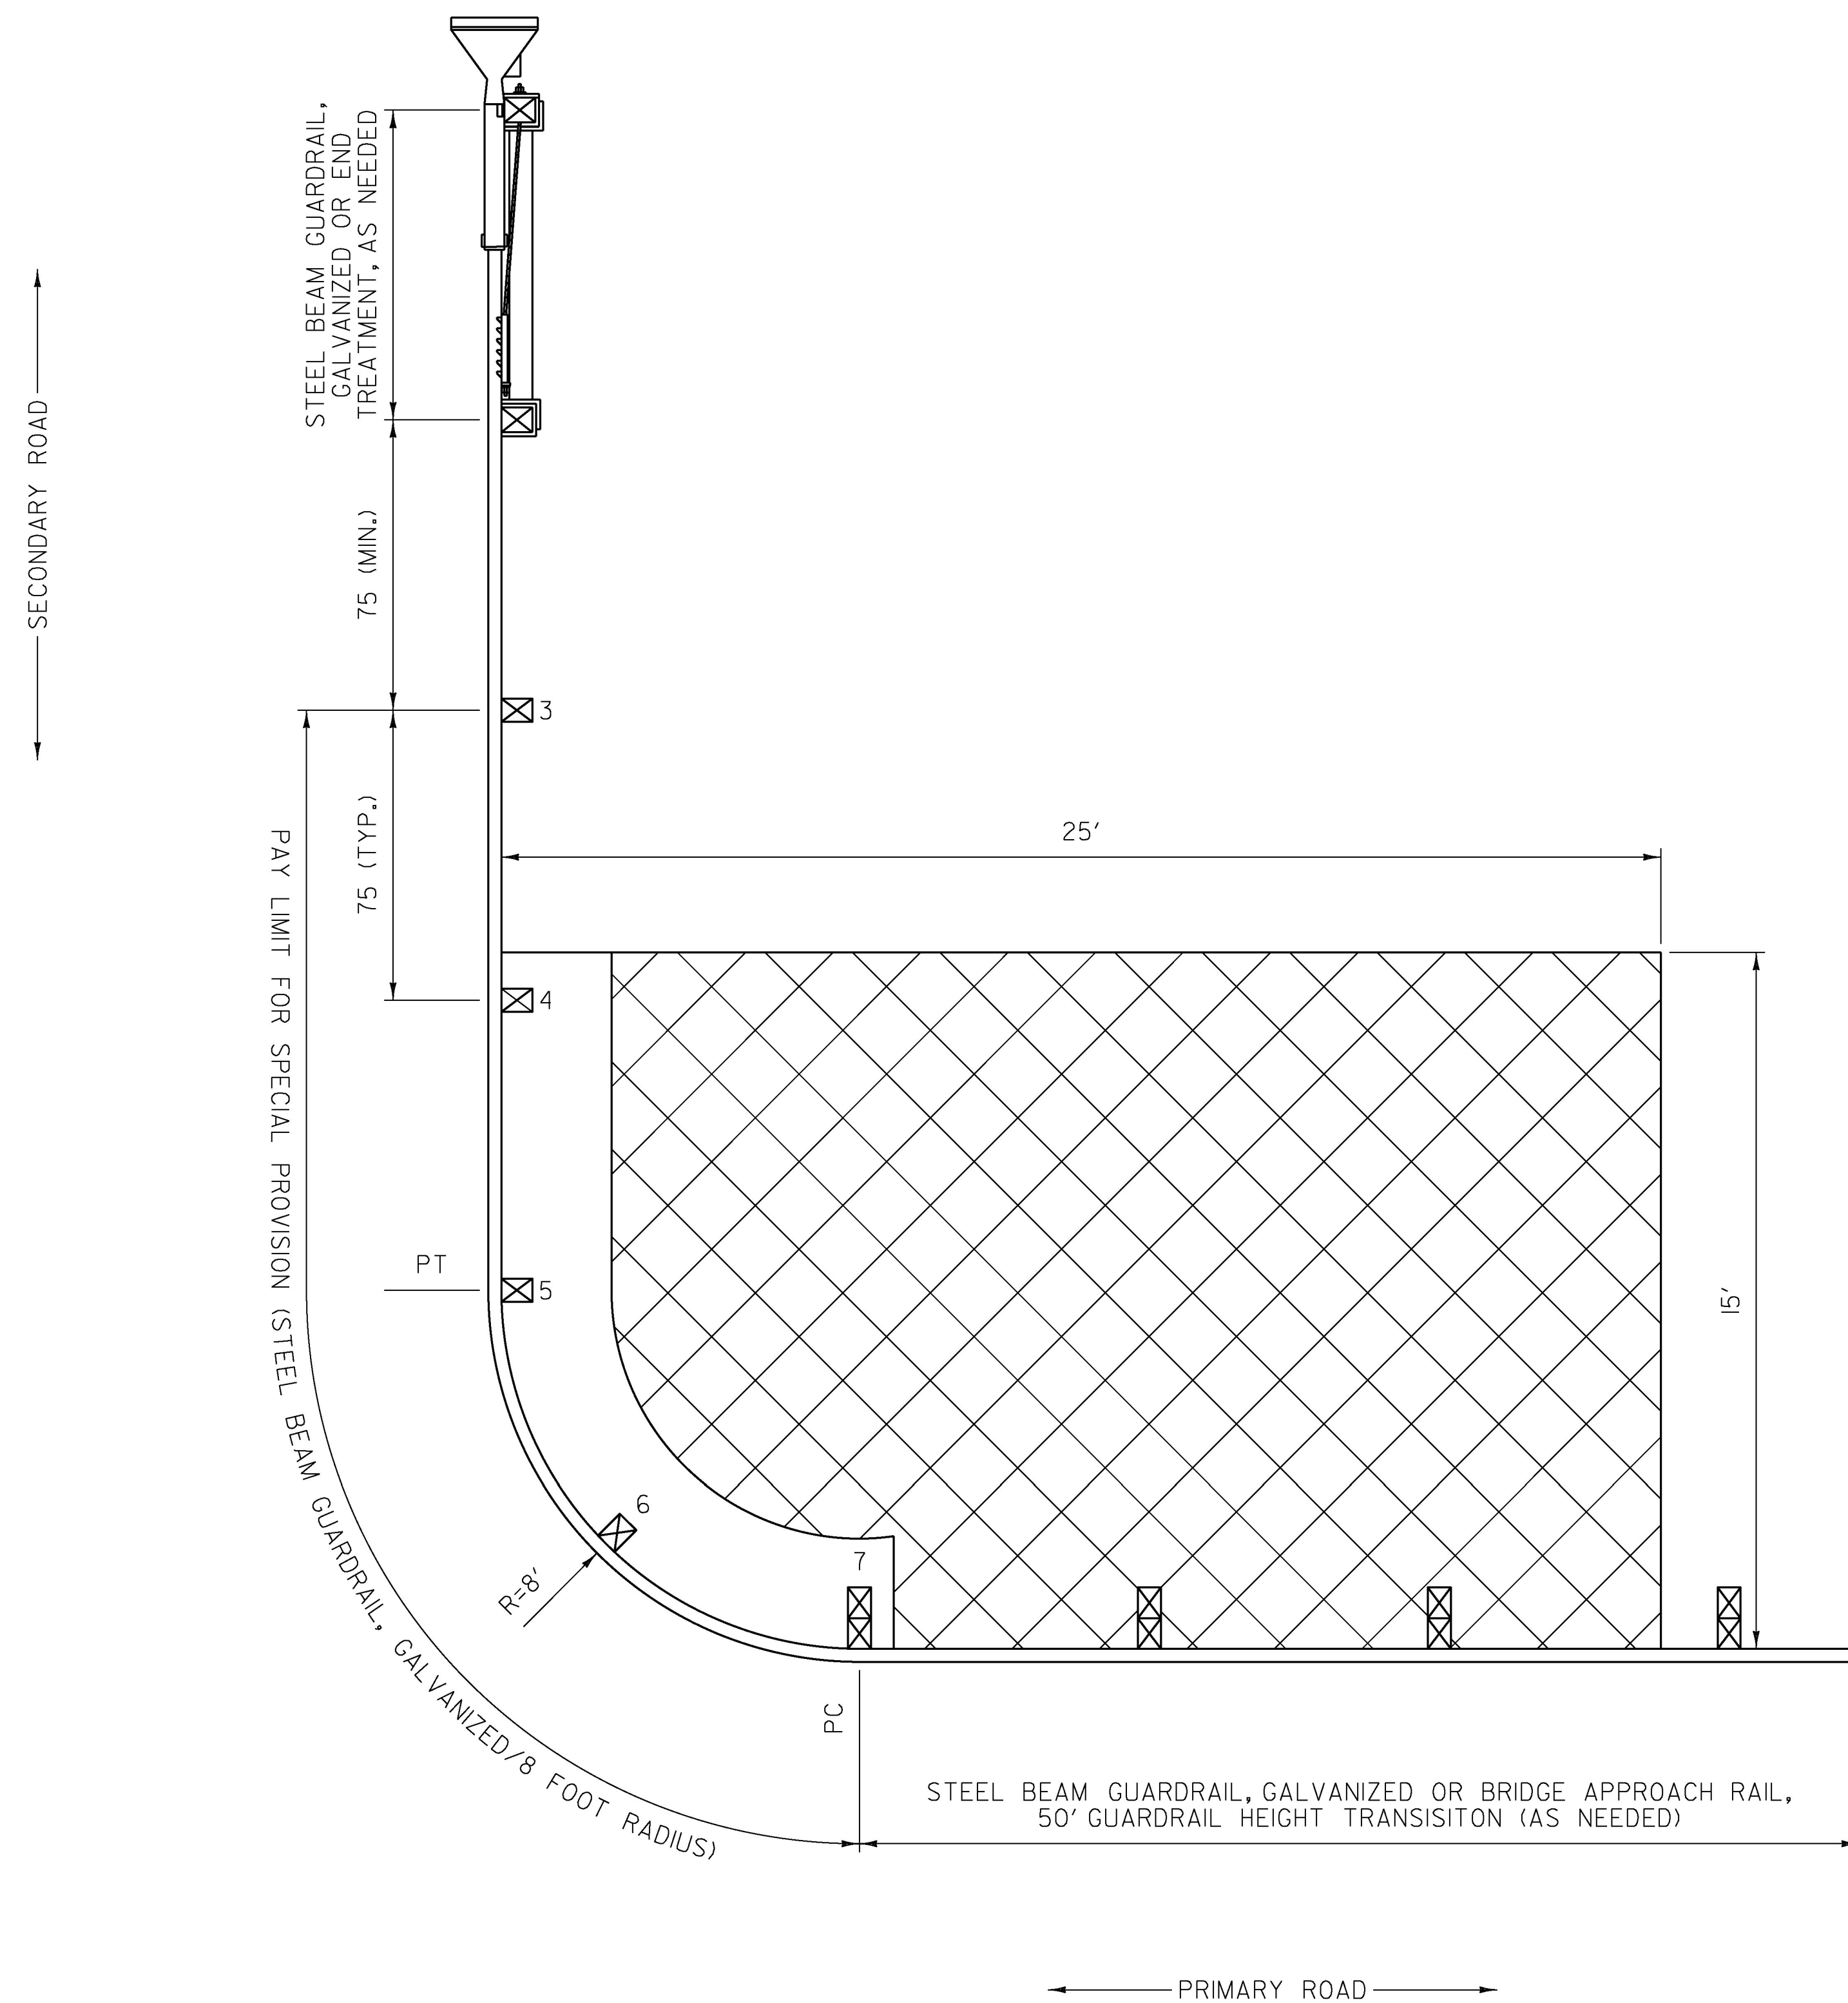 STEEL BEAM GUARDRAIL,
GALVANIZED OR END
TREATMENT, AS NEEDED
SECONDARY ROAD
75 (MIN.)
3
75 (TYP.)
25'
4
PAY LIMIT FOR SPECIAL PROVISION (STEEL BEAM GUARDRAIL, GALVANIZED/8 FOOT RADIUS)
PT
5
15'
6
R=8'
7
PC
STEEL BEAM GUARDRAIL, GALVANIZED OR BRIDGE APPROACH RAIL,
50' GUARDRAIL HEIGHT TRANSISITON (AS NEEDED)
PRIMARY ROAD